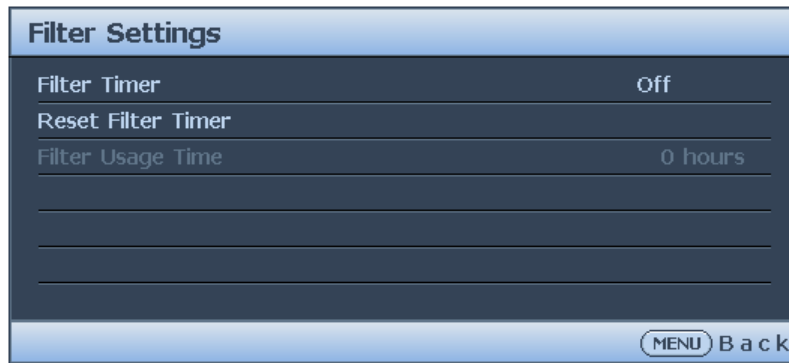 Filter Settings
Filter Timer Off
Reset Filter Timer
Filter Usage Time 0 hours
MENU Back